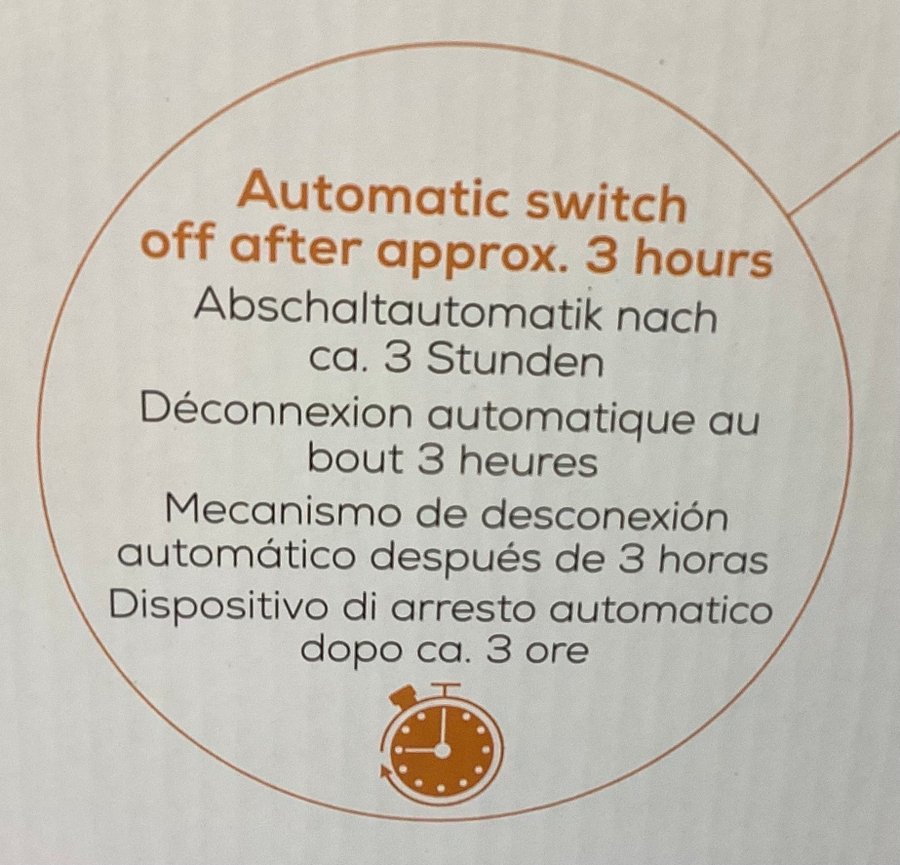 Automatic switch
off after approx. 3 hours
Abschaltautomatik nach
ca. 3 Stunden
Déconnexion automatique au
bout 3 heures
Mecanismo de desconexión
automático después de 3 horas
Dispositivo di arresto automatico
dopo ca. 3 ore